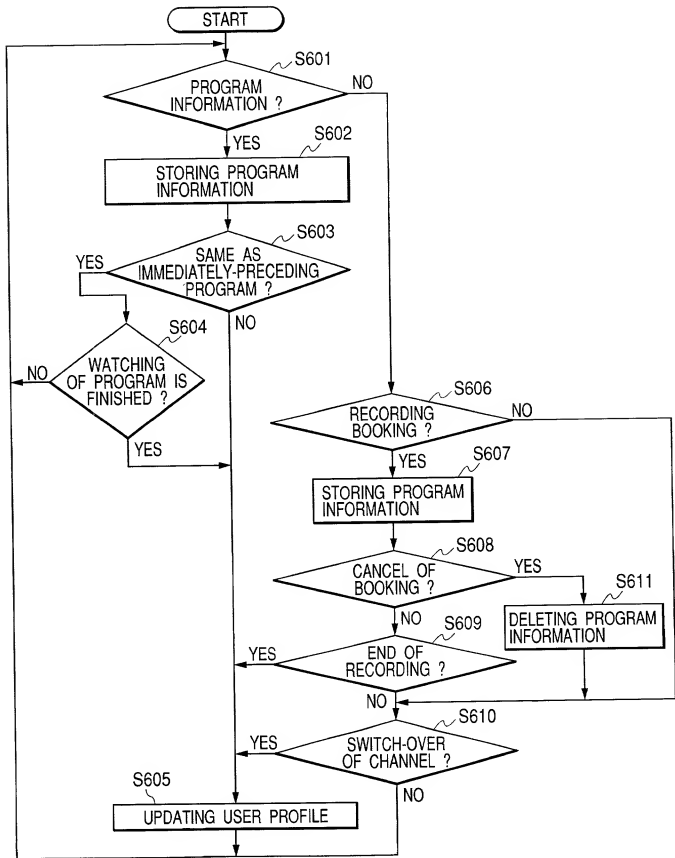 START
S601
PROGRAM
INFORMATION ?
NO
YES
S602
STORING PROGRAM
INFORMATION
S603
SAME AS
IMMEDIATELY-PRECEDING
PROGRAM ?
YES
NO
S604
WATCHING
OF PROGRAM IS
FINISHED ?
NO
YES
S606
RECORDING
BOOKING ?
NO
YES
S607
STORING PROGRAM
INFORMATION
S608
CANCEL OF
BOOKING ?
YES
NO
S611
DELETING PROGRAM
INFORMATION
S609
END OF
RECORDING ?
YES
NO
S610
SWITCH-OVER
OF CHANNEL ?
YES
NO
S605
UPDATING USER PROFILE